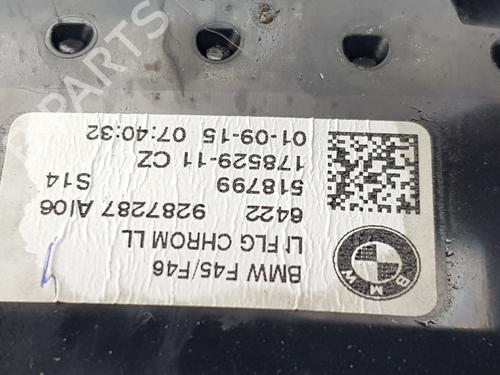 BMW F45/F46
LI FLG CHROM LL
6422 9287287 AI06
518799 S14
178529-11 CZ
01-09-15 07:40:32
BMW
B-PARTS